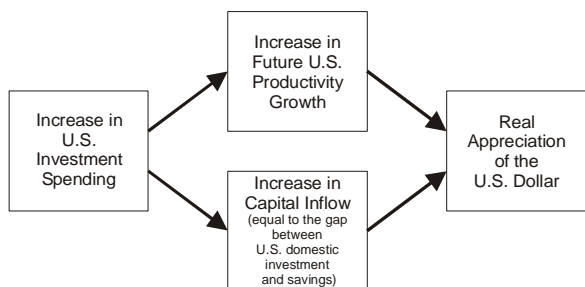 Increase in
U.S.
Investment
Spending
Increase in
Future U.S.
Productivity
Growth
Increase in
Capital Inflow
(equal to the gap
between
U.S. domestic
investment
and savings)
Real
Appreciation
of the
U.S. Dollar